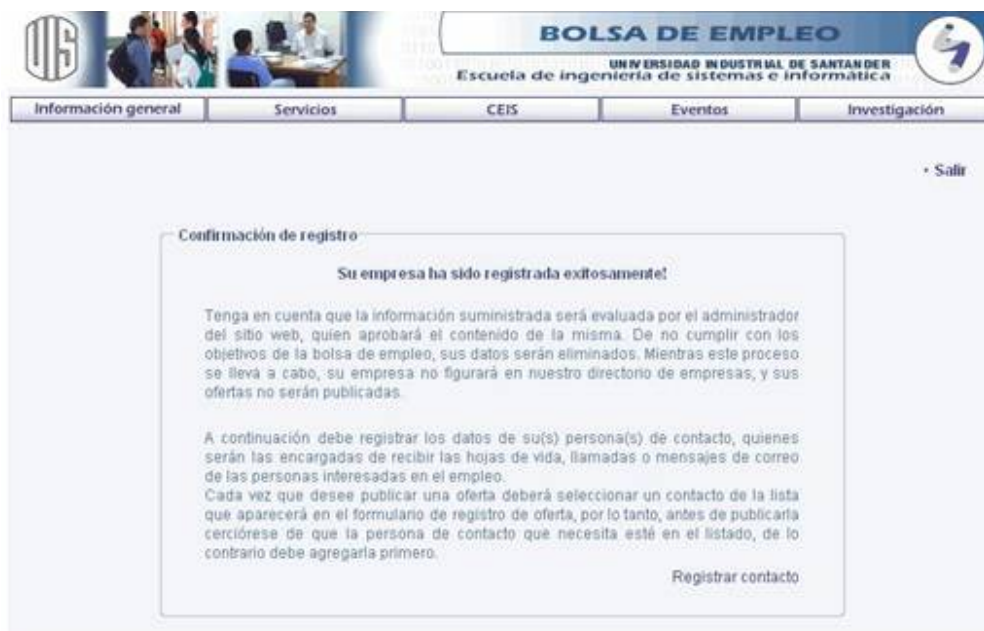 UIS
BOLSA DE EMPLEO
UNIVERSIDAD INDUSTRIAL DE SANTANDER
Escuela de ingeniería de sistemas e informática
Información general Servicios CEIS Eventos Investigación
• Salir
Confirmación de registro
Su empresa ha sido registrada exitosamente!
Tenga en cuenta que la información suministrada será evaluada por el administrador
del sitio web, quien aprobará el contenido de la misma. De no cumplir con los
objetivos de la bolsa de empleo, sus datos serán eliminados. Mientras este proceso
se lleva a cabo, su empresa no figurará en nuestro directorio de empresas, y sus
ofertas no serán publicadas.
A continuación debe registrar los datos de su(s) persona(s) de contacto, quienes
serán las encargadas de recibir las hojas de vida, llamadas o mensajes de correo
de las personas interesadas en el empleo.
Cada vez que desee publicar una oferta deberá seleccionar un contacto de la lista
que aparecerá en el formulario de registro de oferta, por lo tanto, antes de publicarla
cerciórese de que la persona de contacto que necesita esté en el listado, de lo
contrario debe agregarla primero.
Registrar contacto